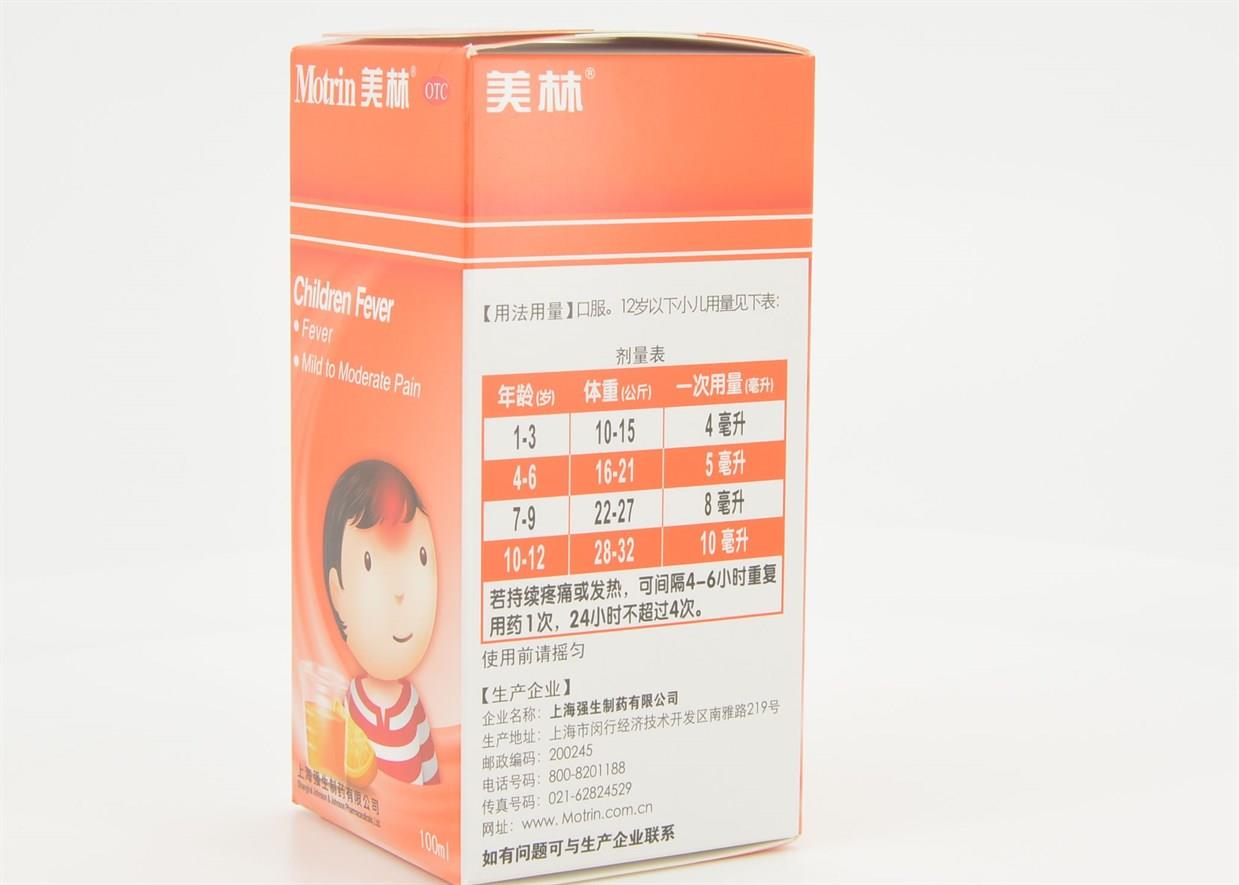 Motrin 美林® OTC
Children Fever
• Fever
• Mild to Moderate Pain
上海强生制药有限公司
Shanghai Johnson & Johnson Pharmaceuticals Ltd.
100ml
美林®
【用法用量】口服。12岁以下小儿用量见下表:
剂量表
年龄(岁) 体重(公斤) 一次用量(毫升)
1-3 10-15 4 毫升
4-6 16-21 5 毫升
7-9 22-27 8 毫升
10-12 28-32 10 毫升
若持续疼痛或发热，可间隔4-6小时重复
用药1次，24小时不超过4次。
使用前请摇匀
【生产企业】
企业名称：上海强生制药有限公司
生产地址：上海市闵行经济技术开发区南雅路219号
邮政编码：200245
电话号码：800-8201188
传真号码：021-62824529
网址：www. Motrin.com.cn
如有问题可与生产企业联系